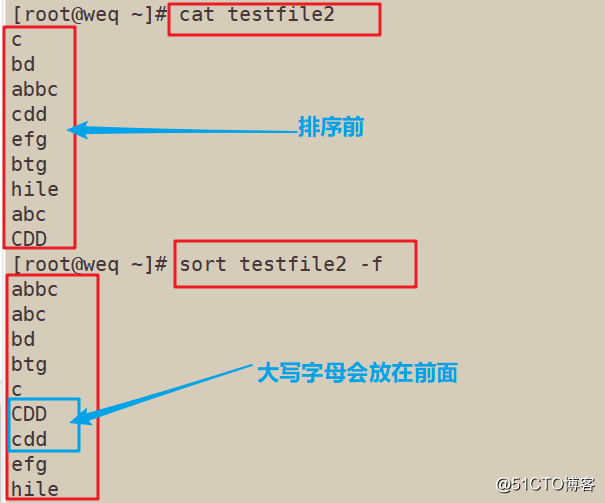 [root@weq ~]# cat testfile2
c
bd
abbc
cdd
efg
排序前
btg
hile
abc
CDD
[root@weq ~]# sort testfile2 -f
abbc
abc
bd
btg
大写字母会放在前面
c
CDD
cdd
efg
hile
@51CTO博客